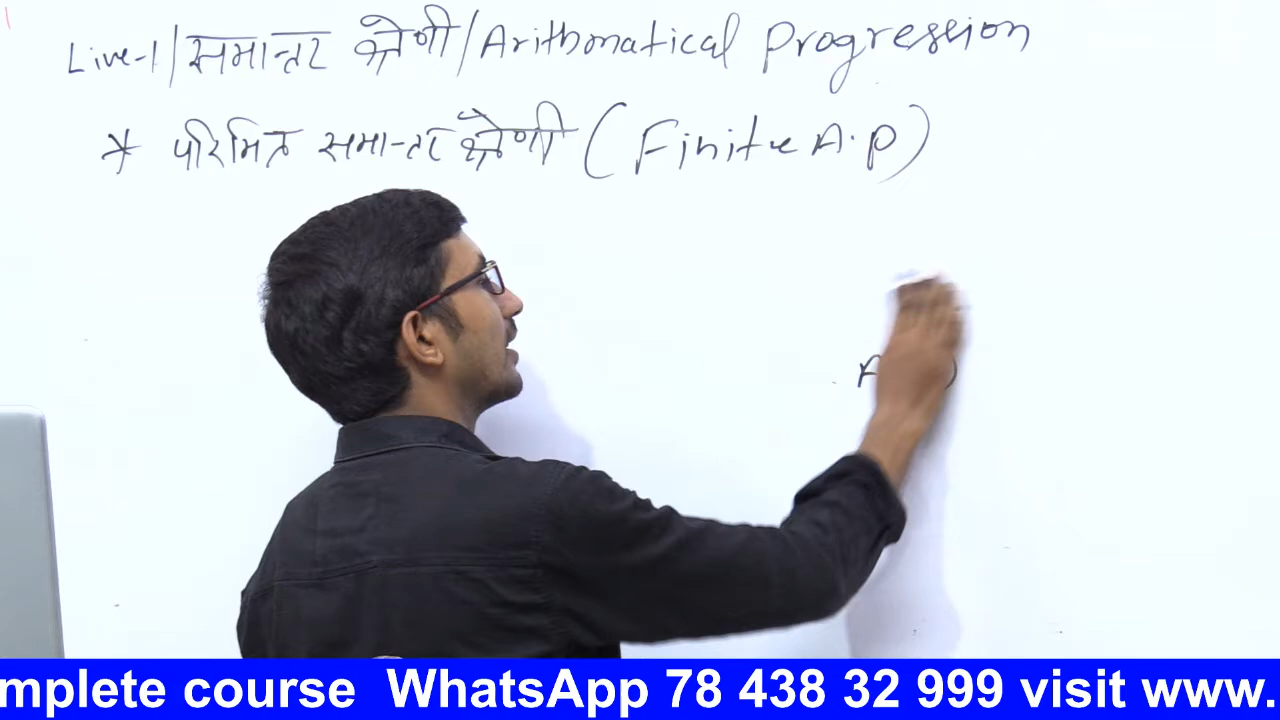 Live-1/समान्तर श्रेणी/Arithmatical Progression
* परिमित समान्तर श्रेणी (Finite A.P)
mplete course WhatsApp 78 438 32 999 visit www.